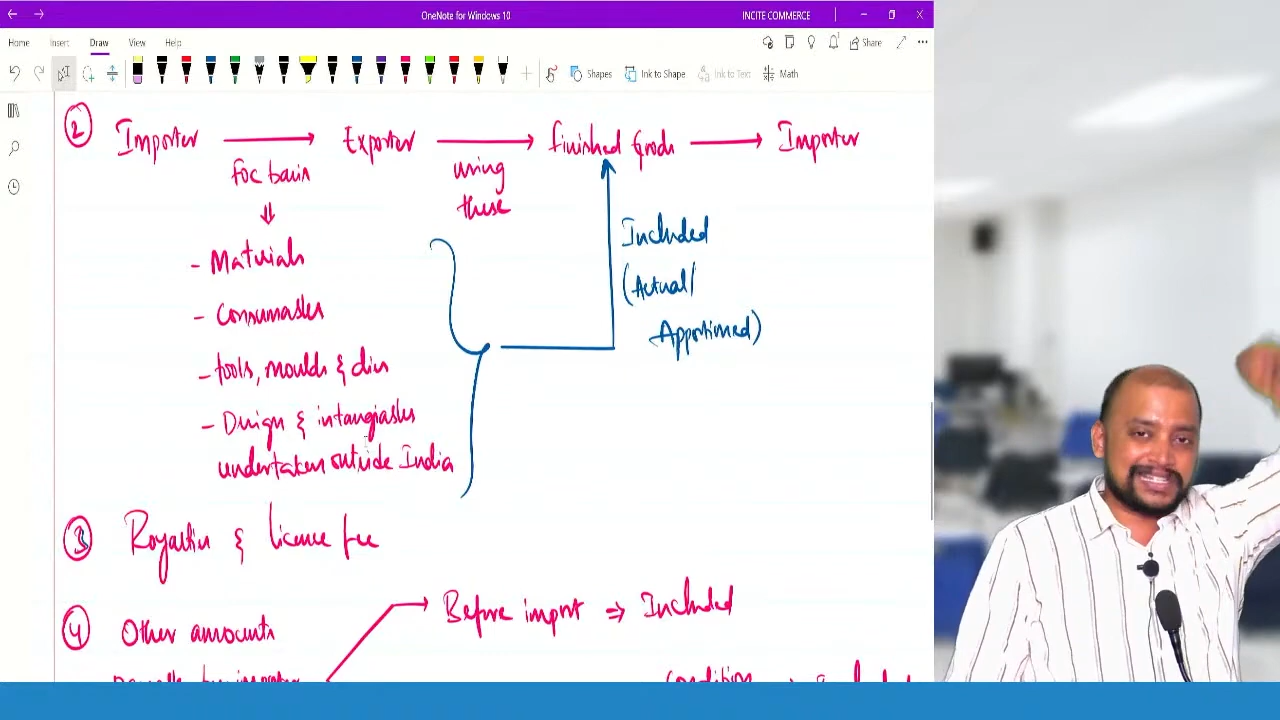 OneNote for Windows 10
INCITE COMMERCE
Home Insert Draw View Help
Share
Shapes Ink to Shape Ink to Text Math
② Importer → Exporter → Finished Goods → Importer
FOC basis
using these
⇓
- Materials
- Consumables
- tools, moulds & dies
- Design & intangiables
undertaken outside India
Included
(Actual/
Apportioned)
③ Royalties & licence fee
④ Other amounts
Before import ⇒ Included
condition